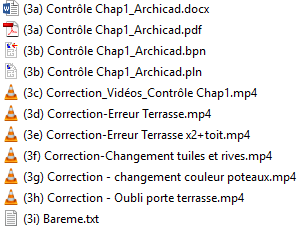 (3a) Contrôle Chap1_Archicad.docx
(3a) Contrôle Chap1_Archicad.pdf
(3b) Contrôle Chap1_Archicad.bpn
(3b) Contrôle Chap1_Archicad.pln
(3c) Correction_Vidéos_Contrôle Chap1.mp4
(3d) Correction-Erreur Terrasse.mp4
(3e) Correction-Erreur Terrasse x2+toit.mp4
(3f) Correction-Changement tuiles et rives.mp4
(3g) Correction - changement couleur poteaux.mp4
(3h) Correction - Oubli porte terrasse.mp4
(3i) Bareme.txt